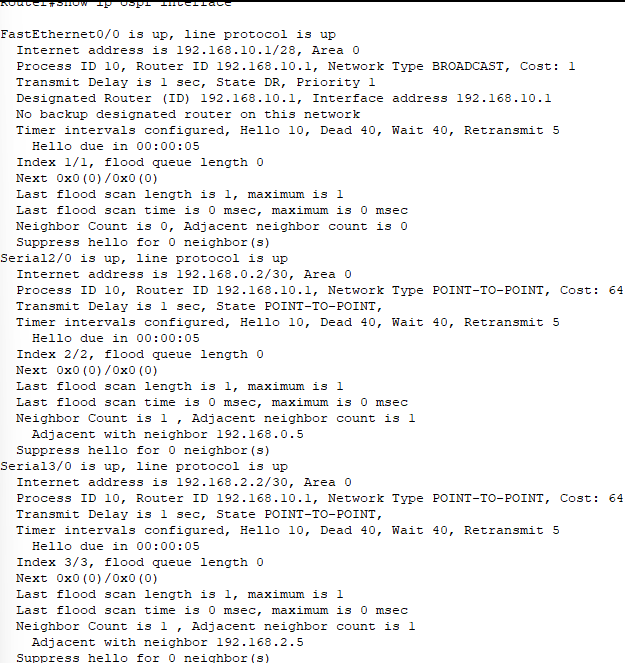 Router#show ip ospf interface
FastEthernet0/0 is up, line protocol is up
Internet address is 192.168.10.1/28, Area 0
Process ID 10, Router ID 192.168.10.1, Network Type BROADCAST, Cost: 1
Transmit Delay is 1 sec, State DR, Priority 1
Designated Router (ID) 192.168.10.1, Interface address 192.168.10.1
No backup designated router on this network
Timer intervals configured, Hello 10, Dead 40, Wait 40, Retransmit 5
Hello due in 00:00:05
Index 1/1, flood queue length 0
Next 0x0(0)/0x0(0)
Last flood scan length is 1, maximum is 1
Last flood scan time is 0 msec, maximum is 0 msec
Neighbor Count is 0, Adjacent neighbor count is 0
Suppress hello for 0 neighbor(s)
Serial2/0 is up, line protocol is up
Internet address is 192.168.0.2/30, Area 0
Process ID 10, Router ID 192.168.10.1, Network Type POINT-TO-POINT, Cost: 64
Transmit Delay is 1 sec, State POINT-TO-POINT,
Timer intervals configured, Hello 10, Dead 40, Wait 40, Retransmit 5
Hello due in 00:00:05
Index 2/2, flood queue length 0
Next 0x0(0)/0x0(0)
Last flood scan length is 1, maximum is 1
Last flood scan time is 0 msec, maximum is 0 msec
Neighbor Count is 1 , Adjacent neighbor count is 1
Adjacent with neighbor 192.168.0.5
Suppress hello for 0 neighbor(s)
Serial3/0 is up, line protocol is up
Internet address is 192.168.2.2/30, Area 0
Process ID 10, Router ID 192.168.10.1, Network Type POINT-TO-POINT, Cost: 64
Transmit Delay is 1 sec, State POINT-TO-POINT,
Timer intervals configured, Hello 10, Dead 40, Wait 40, Retransmit 5
Hello due in 00:00:05
Index 3/3, flood queue length 0
Next 0x0(0)/0x0(0)
Last flood scan length is 1, maximum is 1
Last flood scan time is 0 msec, maximum is 0 msec
Neighbor Count is 1 , Adjacent neighbor count is 1
Adjacent with neighbor 192.168.2.5
Suppress hello for 0 neighbor(s)